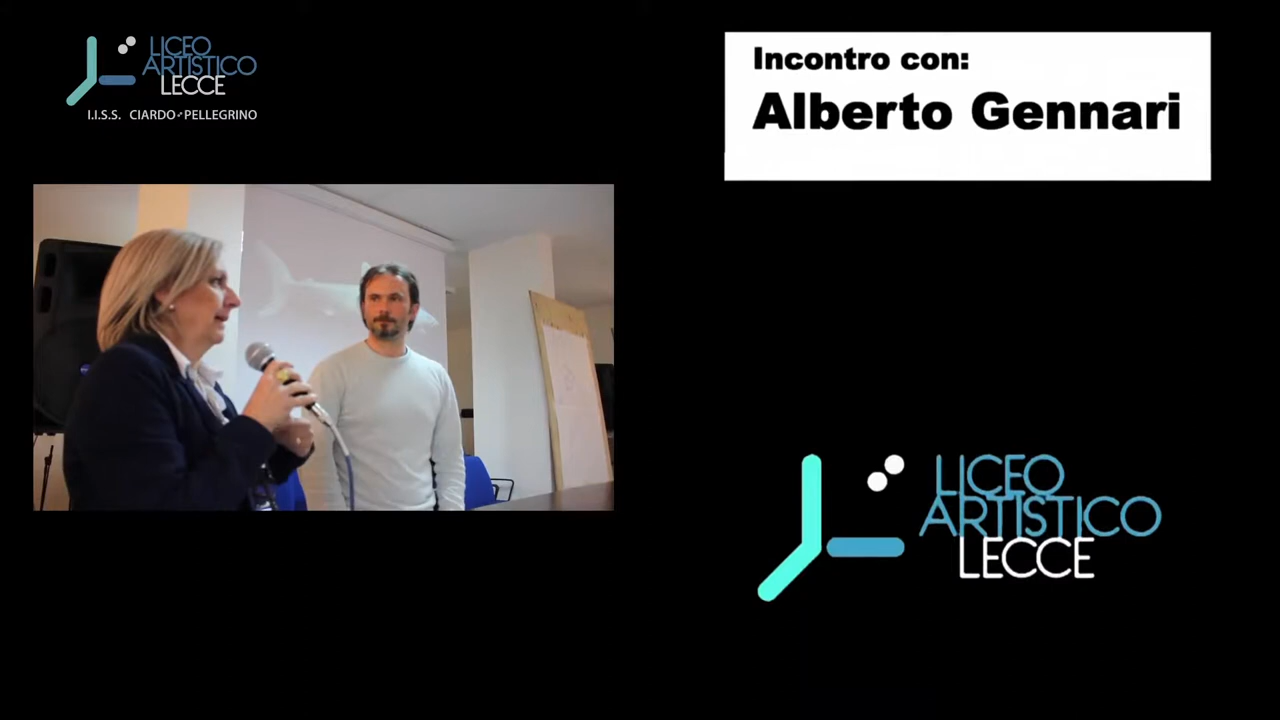 LICEO
ARTISTICO
LECCE
I.I.S.S. CIARDO PELLEGRINO
Incontro con:
Alberto Gennari
LICEO
ARTISTICO
LECCE